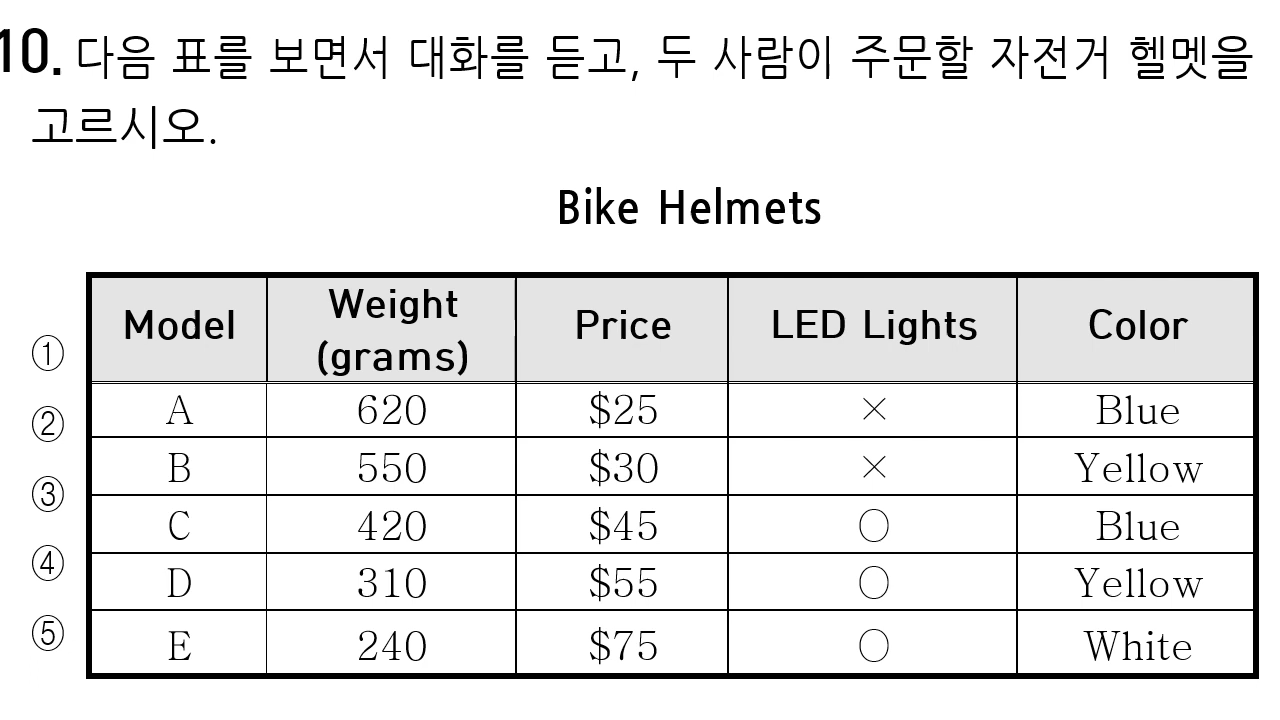 10. 다음 표를 보면서 대화를 듣고, 두 사람이 주문할 자전거 헬멧을
고르시오.
Bike Helmets
Model Weight (grams) Price LED Lights Color
① A 620 $25 × Blue
② B 550 $30 × Yellow
③ C 420 $45 ○ Blue
④ D 310 $55 ○ Yellow
⑤ E 240 $75 ○ White